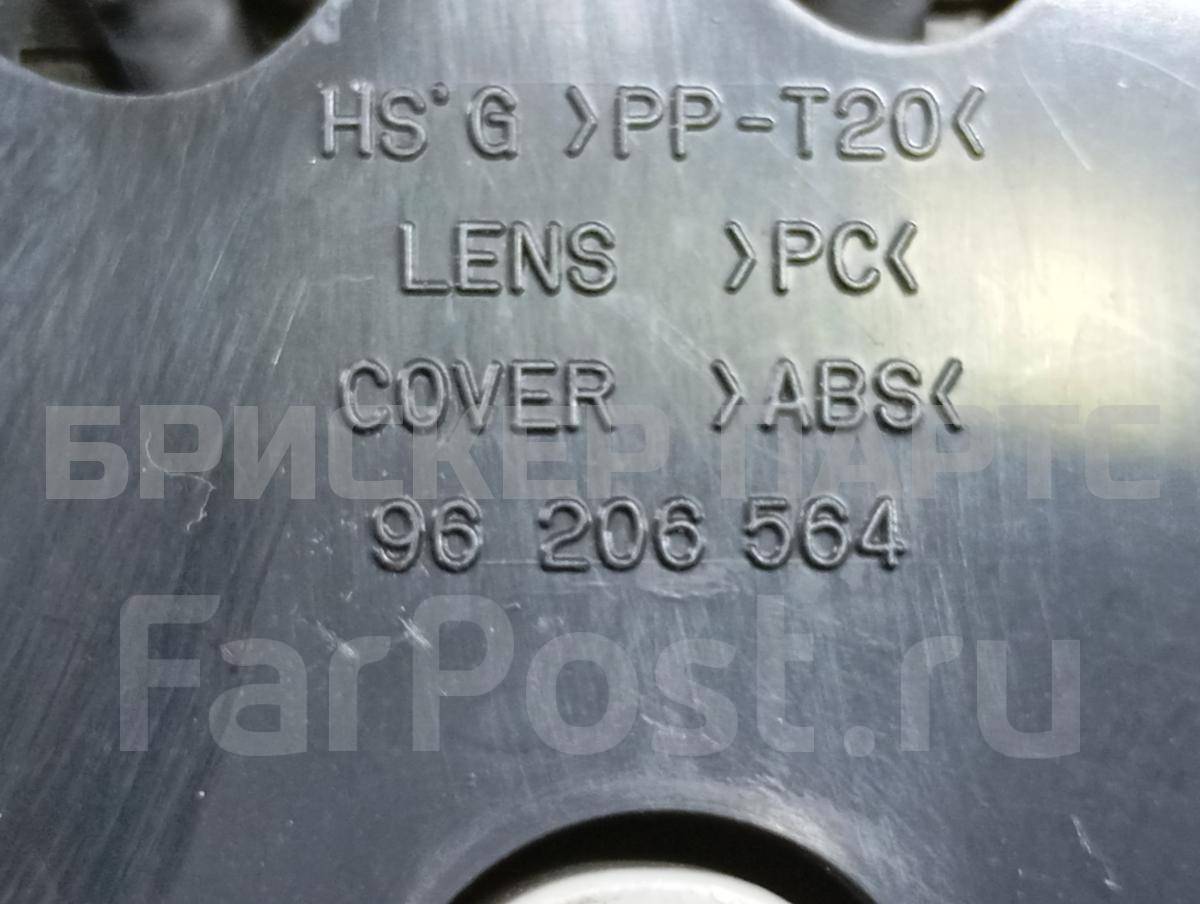 HS'G >PP-T20<
LENS >PC<
COVER >ABS<
БРИСКЕР ПАРТС
96 206 564
FarPost.ru